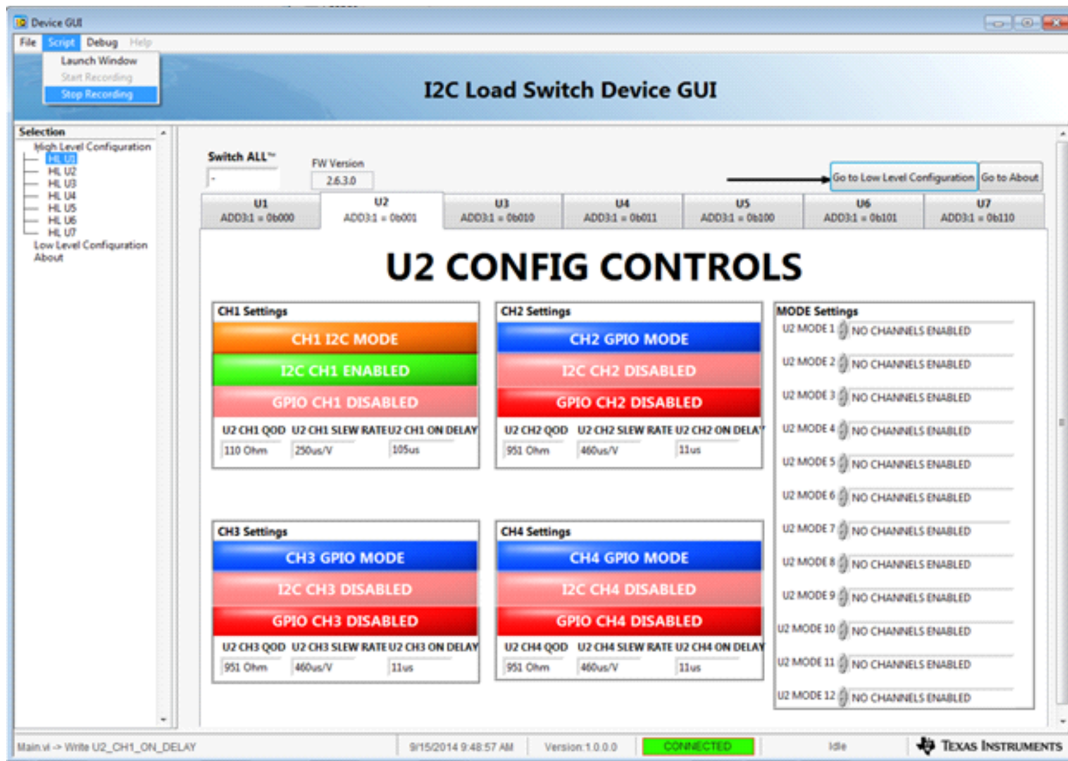 Device GUI
File Script Debug Help
Launch Window
Start Recording
Stop Recording
I2C Load Switch Device GUI
Selection
High Level Configuration
HL U1
HL U2
HL U3
HL U4
HL U5
HL U6
HL U7
Low Level Configuration
About
Switch ALL™
-
FW Version
2.6.3.0
Go to Low Level Configuration Go to About
U1 U2 U3 U4 U5 U6 U7
ADD3:1 = 0b000 ADD3:1 = 0b001 ADD3:1 = 0b010 ADD3:1 = 0b011 ADD3:1 = 0b100 ADD3:1 = 0b101 ADD3:1 = 0b110
U2 CONFIG CONTROLS
CH1 Settings
CH1 I2C MODE
I2C CH1 ENABLED
GPIO CH1 DISABLED
U2 CH1 QOD U2 CH1 SLEW RATE U2 CH1 ON DELAY
110 Ohm 250us/V 105us
CH2 Settings
CH2 GPIO MODE
I2C CH2 DISABLED
GPIO CH2 DISABLED
U2 CH2 QOD U2 CH2 SLEW RATE U2 CH2 ON DELAY
951 Ohm 460us/V 11us
CH3 Settings
CH3 GPIO MODE
I2C CH3 DISABLED
GPIO CH3 DISABLED
U2 CH3 QOD U2 CH3 SLEW RATE U2 CH3 ON DELAY
951 Ohm 460us/V 11us
CH4 Settings
CH4 GPIO MODE
I2C CH4 DISABLED
GPIO CH4 DISABLED
U2 CH4 QOD U2 CH4 SLEW RATE U2 CH4 ON DELAY
951 Ohm 460us/V 11us
MODE Settings
U2 MODE 1 NO CHANNELS ENABLED
U2 MODE 2 NO CHANNELS ENABLED
U2 MODE 3 NO CHANNELS ENABLED
U2 MODE 4 NO CHANNELS ENABLED
U2 MODE 5 NO CHANNELS ENABLED
U2 MODE 6 NO CHANNELS ENABLED
U2 MODE 7 NO CHANNELS ENABLED
U2 MODE 8 NO CHANNELS ENABLED
U2 MODE 9 NO CHANNELS ENABLED
U2 MODE 10 NO CHANNELS ENABLED
U2 MODE 11 NO CHANNELS ENABLED
U2 MODE 12 NO CHANNELS ENABLED
Main.vi -> Write U2_CH1_ON_DELAY 9/15/2014 9:48:57 AM Version:1.0.0.0 CONNECTED Idle TEXAS INSTRUMENTS